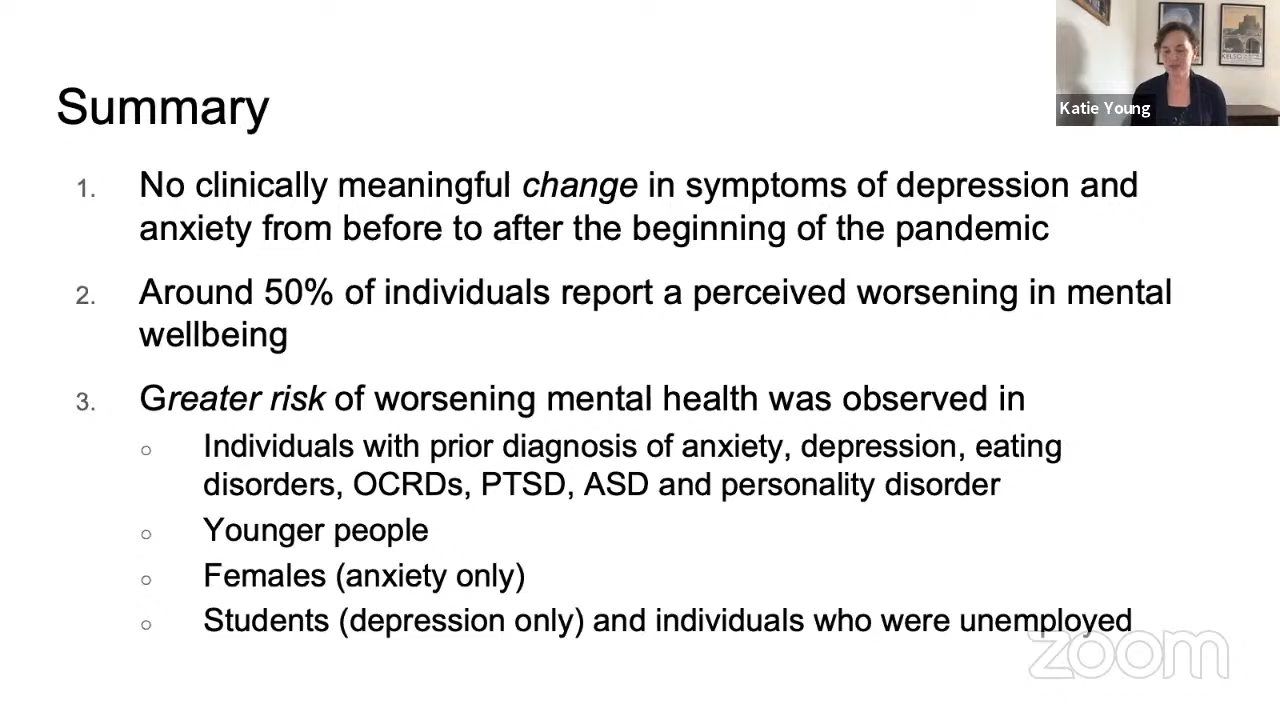 Katie Young
Summary
1. No clinically meaningful change in symptoms of depression and
anxiety from before to after the beginning of the pandemic
2. Around 50% of individuals report a perceived worsening in mental
wellbeing
3. Greater risk of worsening mental health was observed in
○ Individuals with prior diagnosis of anxiety, depression, eating
disorders, OCRDs, PTSD, ASD and personality disorder
○ Younger people
○ Females (anxiety only)
○ Students (depression only) and individuals who were unemployed
zoom
KELSO